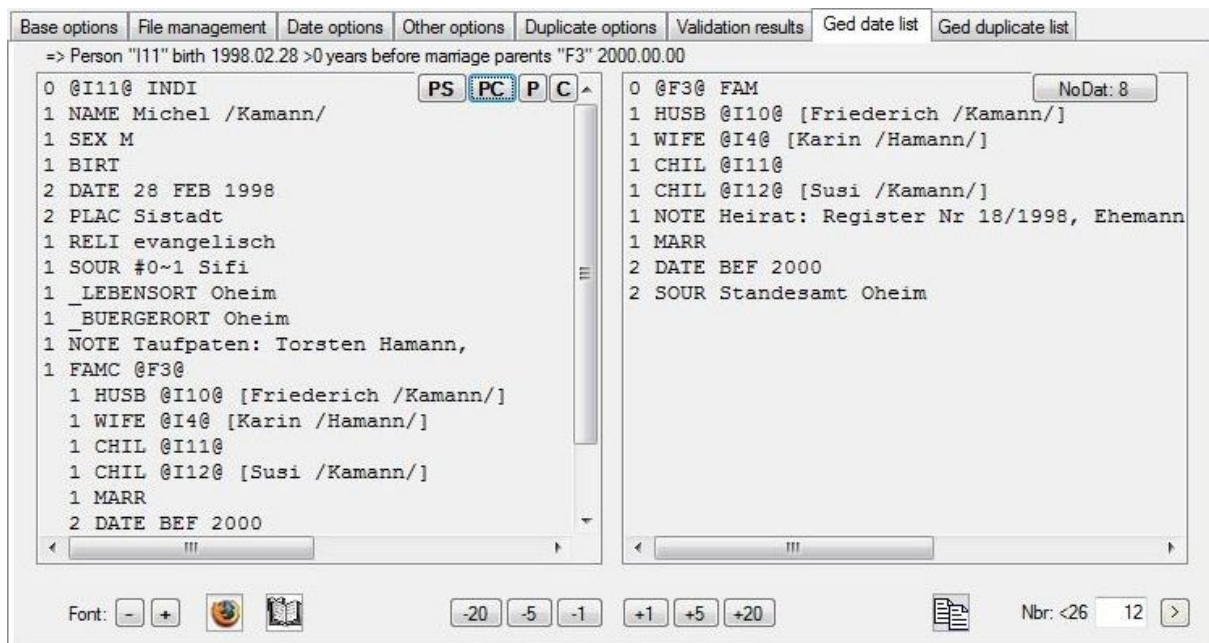 Base options File management Date options Other options Duplicate options Validation results Ged date list Ged duplicate list
=> Person "I11" birth 1998.02.28 >0 years before marriage parents "F3" 2000.00.00
PS PC P C
0 @I11@ INDI
1 NAME Michel /Kamann/
1 SEX M
1 BIRT
2 DATE 28 FEB 1998
2 PLAC Sistadt
1 RELI evangelisch
1 SOUR #0~1 Sifi
1 _LEBENSORT Oheim
1 _BUERGERORT Oheim
1 NOTE Taufpaten: Torsten Hamann,
1 FAMC @F3@
1 HUSB @I10@ [Friederich /Kamann/]
1 WIFE @I4@ [Karin /Hamann/]
1 CHIL @I11@
1 CHIL @I12@ [Susi /Kamann/]
1 MARR
2 DATE BEF 2000
NoDat: 8
0 @F3@ FAM
1 HUSB @I10@ [Friederich /Kamann/]
1 WIFE @I4@ [Karin /Hamann/]
1 CHIL @I11@
1 CHIL @I12@ [Susi /Kamann/]
1 NOTE Heirat: Register Nr 18/1998, Ehemann
1 MARR
2 DATE BEF 2000
2 SOUR Standesamt Oheim
Font: - + -20 -5 -1 +1 +5 +20 Nbr: <26 12 >